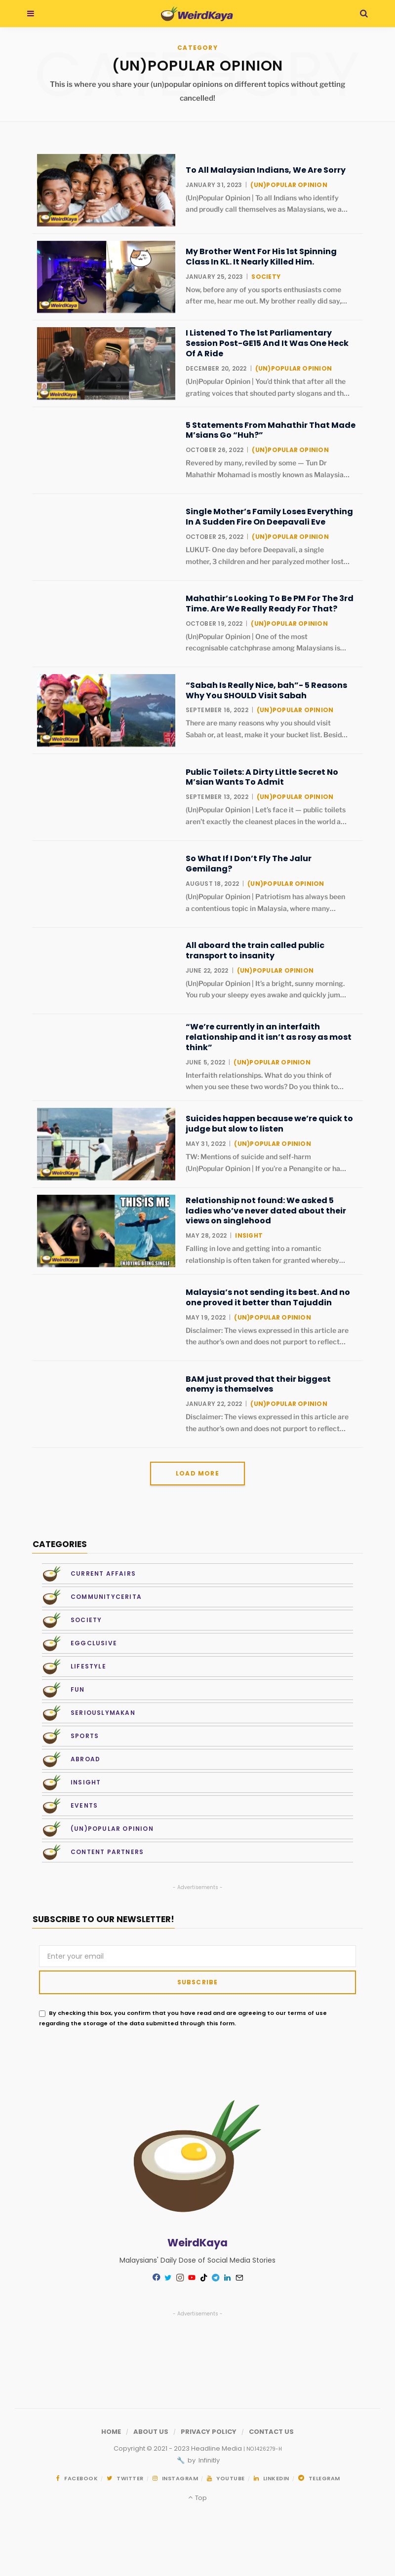 WeirdKaya
CATEGORY
(UN)POPULAR OPINION
This is where you share your (un)popular opinions on different topics without getting
cancelled!
To All Malaysian Indians, We Are Sorry
JANUARY 31, 2023 | (UN)POPULAR OPINION
(Un)Popular Opinion | To all Indians who identify
and proudly call themselves as Malaysians, we a...
WeirdKaya
My Brother Went For His 1st Spinning
Class In KL. It Nearly Killed Him.
JANUARY 25, 2023 | SOCIETY
Now, before any of you sports enthusiasts come
after me, hear me out. My brother really did say,...
WeirdKaya
I Listened To The 1st Parliamentary
Session Post-GE15 And It Was One Heck
Of A Ride
DECEMBER 20, 2022 | (UN)POPULAR OPINION
(Un)Popular Opinion | You'd think that after all the
grating voices that shouted party slogans and th...
WeirdKaya
5 Statements From Mahathir That Made
M'sians Go "Huh?"
OCTOBER 26, 2022 | (UN)POPULAR OPINION
Revered by many, reviled by some — Tun Dr
Mahathir Mohamad is mostly known as Malaysia...
Single Mother's Family Loses Everything
In A Sudden Fire On Deepavali Eve
OCTOBER 25, 2022 | (UN)POPULAR OPINION
LUKUT- One day before Deepavali, a single
mother, 3 children and her paralyzed mother lost...
Mahathir's Looking To Be PM For The 3rd
Time. Are We Really Ready For That?
OCTOBER 19, 2022 | (UN)POPULAR OPINION
(Un)Popular Opinion | One of the most
recognisable catchphrase among Malaysians is...
"Sabah Is Really Nice, bah"- 5 Reasons
Why You SHOULD Visit Sabah
SEPTEMBER 16, 2022 | (UN)POPULAR OPINION
There are many reasons why you should visit
Sabah or, at least, make it your bucket list. Besid...
WeirdKaya
Public Toilets: A Dirty Little Secret No
M'sian Wants To Admit
SEPTEMBER 13, 2022 | (UN)POPULAR OPINION
(Un)Popular Opinion | Let's face it — public toilets
aren't exactly the cleanest places in the world a...
So What If I Don't Fly The Jalur
Gemilang?
AUGUST 18, 2022 | (UN)POPULAR OPINION
(Un)Popular Opinion | Patriotism has always been
a contentious topic in Malaysia, where many...
All aboard the train called public
transport to insanity
JUNE 22, 2022 | (UN)POPULAR OPINION
(Un)Popular Opinion | It's a bright, sunny morning.
You rub your sleepy eyes awake and quickly jum...
"We're currently in an interfaith
relationship and it isn't as rosy as most
think"
JUNE 5, 2022 | (UN)POPULAR OPINION
Interfaith relationships. What do you think of
when you see these two words? Do you think to...
Suicides happen because we're quick to
judge but slow to listen
MAY 31, 2022 | (UN)POPULAR OPINION
TW: Mentions of suicide and self-harm
(Un)Popular Opinion | If you're a Penangite or ha...
WeirdKaya
THIS IS ME
ENJOYING BEING SINGLE
WeirdKaya
Relationship not found: We asked 5
ladies who've never dated about their
views on singlehood
MAY 28, 2022 | INSIGHT
Falling in love and getting into a romantic
relationship is often taken for granted whereby...
Malaysia's not sending its best. And no
one proved it better than Tajuddin
MAY 19, 2022 | (UN)POPULAR OPINION
Disclaimer: The views expressed in this article are
the author's own and does not purport to reflect...
BAM just proved that their biggest
enemy is themselves
JANUARY 22, 2022 | (UN)POPULAR OPINION
Disclaimer: The views expressed in this article are
the author's own and does not purport to reflect...
LOAD MORE
CATEGORIES
CURRENT AFFAIRS
COMMUNITYCERITA
SOCIETY
EGGCLUSIVE
LIFESTYLE
FUN
SERIOUSLYMAKAN
SPORTS
ABROAD
INSIGHT
EVENTS
(UN)POPULAR OPINION
CONTENT PARTNERS
- Advertisements -
SUBSCRIBE TO OUR NEWSLETTER!
Enter your email
SUBSCRIBE
By checking this box, you confirm that you have read and are agreeing to our terms of use
regarding the storage of the data submitted through this form.
WeirdKaya
Malaysians' Daily Dose of Social Media Stories
- Advertisements -
HOME / ABOUT US / PRIVACY POLICY / CONTACT US
Copyright © 2021 - 2023 Headline Media | NO.1426279-H
by Infinitly
FACEBOOK / TWITTER / INSTAGRAM / YOUTUBE / LINKEDIN / TELEGRAM
Top